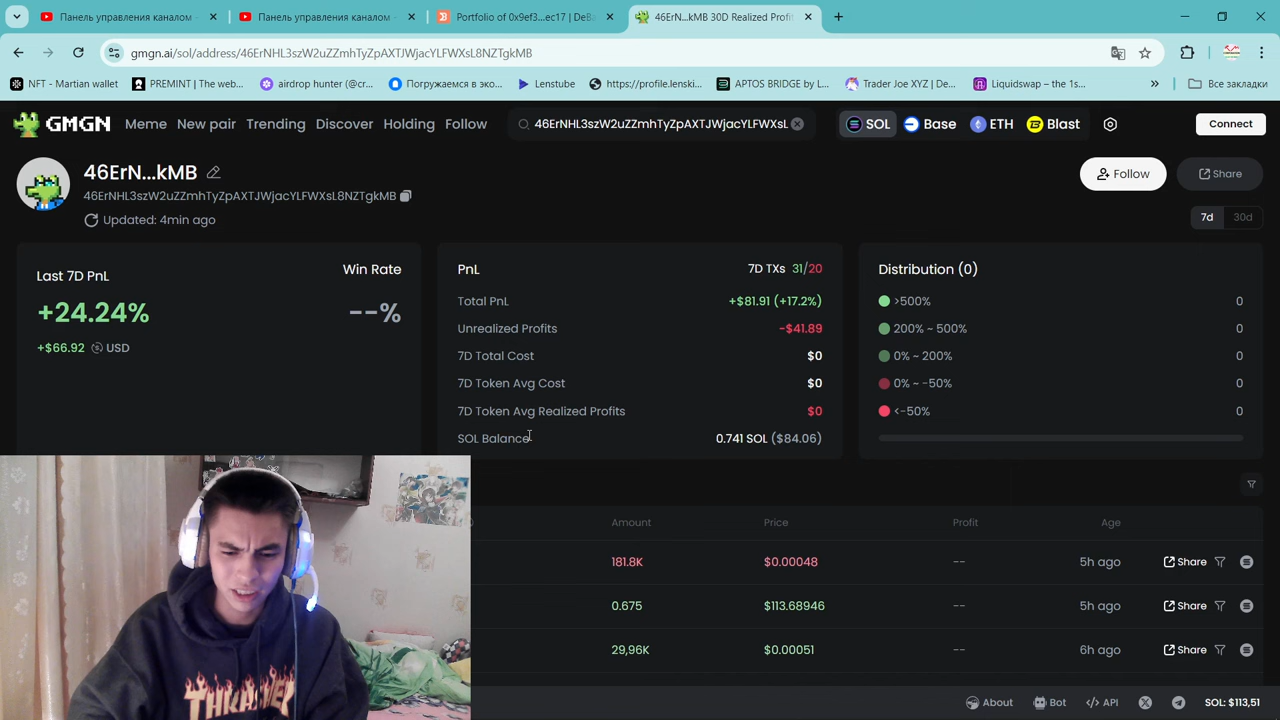 Панель управления каналом -
Панель управления каналом -
Portfolio of 0x9ef3...ec17 | DeBa
46ErN...kMB 30D Realized Profit
gmgn.ai/sol/address/46ErNHL3szW2uZZmhTyZpAXTJWjacYLFWXsL8NZTgkMB
NFT - Martian wallet
PREMINT | The web...
airdrop hunter (@cr...
Погружаемся в эко...
Lenstube
https://profile.lenski...
APTOS BRIDGE by L...
Trader Joe XYZ | De...
Liquidswap – the 1s...
»
Все закладки
GMGN
Meme
New pair
Trending
Discover
Holding
Follow
46ErNHL3szW2uZZmhTyZpAXTJWjacYLFWXsL
SOL
Base
ETH
Blast
Connect
46ErN...kMB
46ErNHL3szW2uZZmhTyZpAXTJWjacYLFWXsL8NZTgkMB
Updated: 4min ago
Follow
Share
7d
30d
Last 7D PnL
Win Rate
+24.24%
--%
+$66.92 USD
PnL
7D TXs 31/20
Total PnL
+$81.91 (+17.2%)
Unrealized Profits
-$41.89
7D Total Cost
$0
7D Token Avg Cost
$0
7D Token Avg Realized Profits
$0
SOL Balance
0.741 SOL ($84.06)
Distribution (0)
>500%
0
200% ~ 500%
0
0% ~ 200%
0
0% ~ -50%
0
<-50%
0
Amount
Price
Profit
Age
181.8K
$0.00048
--
5h ago
Share
0.675
$113.68946
--
5h ago
Share
29,96K
$0.00051
--
6h ago
Share
THRASHER
About
Bot
API
SOL: $113,51